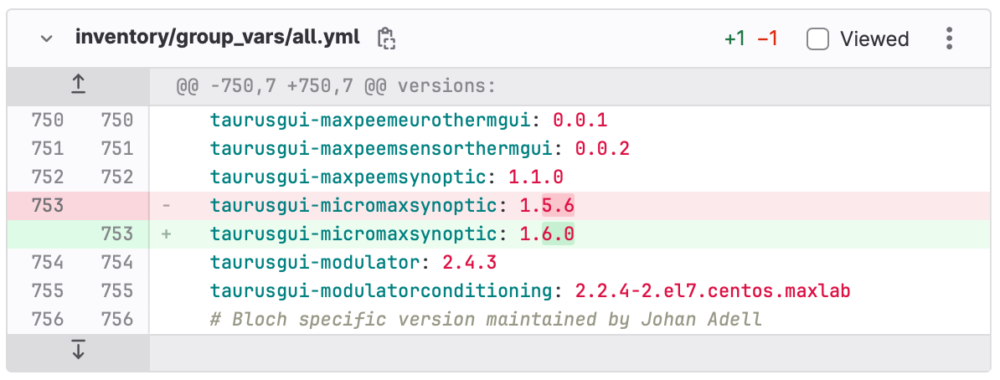 inventory/group_vars/all.yml +1 −1 Viewed
@@ -750,7 +750,7 @@ versions:
750 750 taurusgui-maxpeemeurothermgui: 0.0.1
751 751 taurusgui-maxpeemsensorthermgui: 0.0.2
752 752 taurusgui-maxpeemsynoptic: 1.1.0
753 - taurusgui-micromaxsynoptic: 1.5.6
753 + taurusgui-micromaxsynoptic: 1.6.0
754 754 taurusgui-modulator: 2.4.3
755 755 taurusgui-modulatorconditioning: 2.2.4-2.el7.centos.maxlab
756 756 # Bloch specific version maintained by Johan Adell